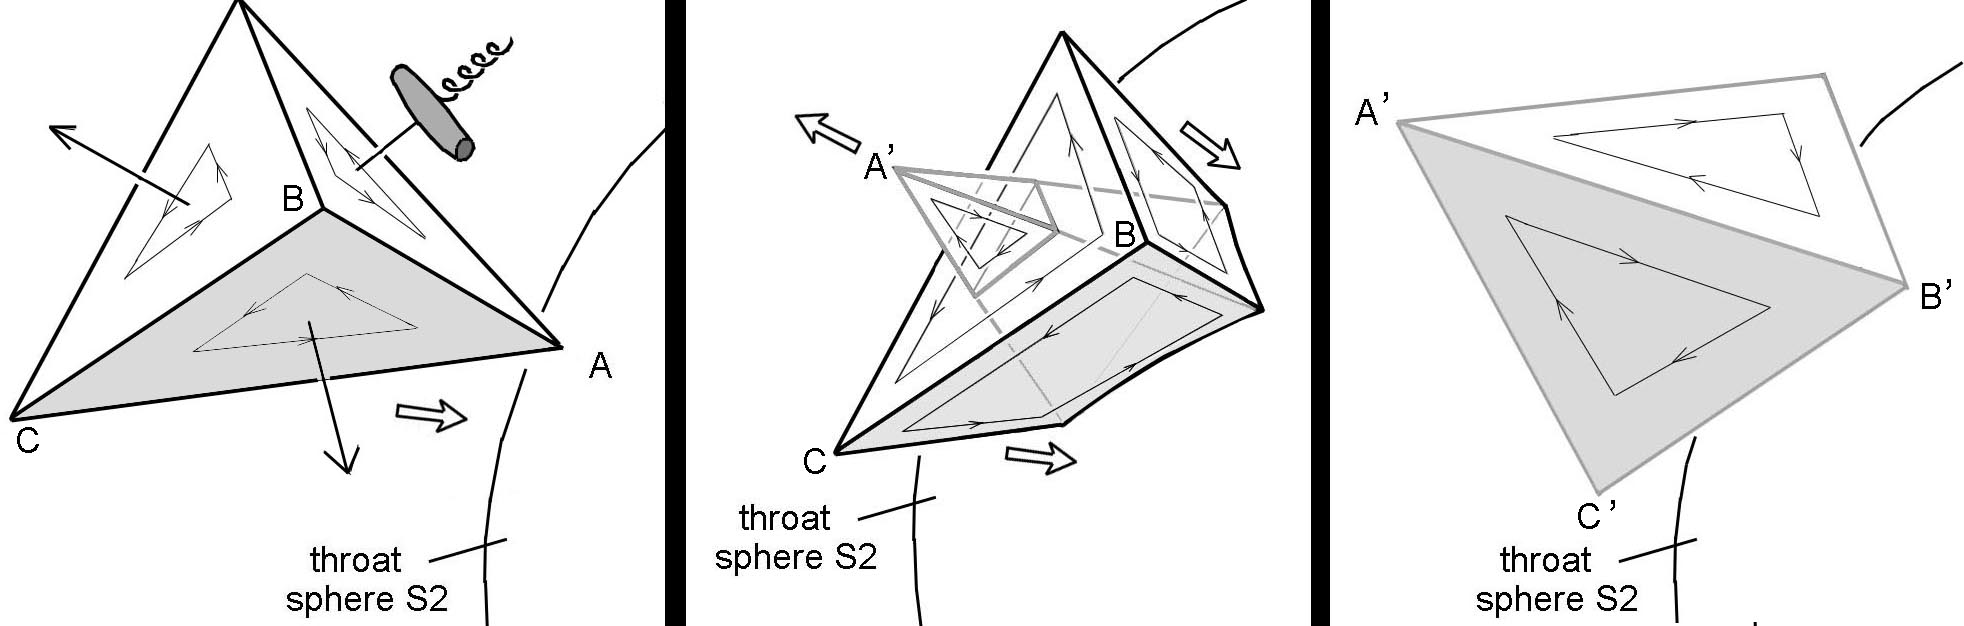 B
A
C
throat
sphere S2
A’
B
C
throat
sphere S2
A’
B’
C’
throat
sphere S2